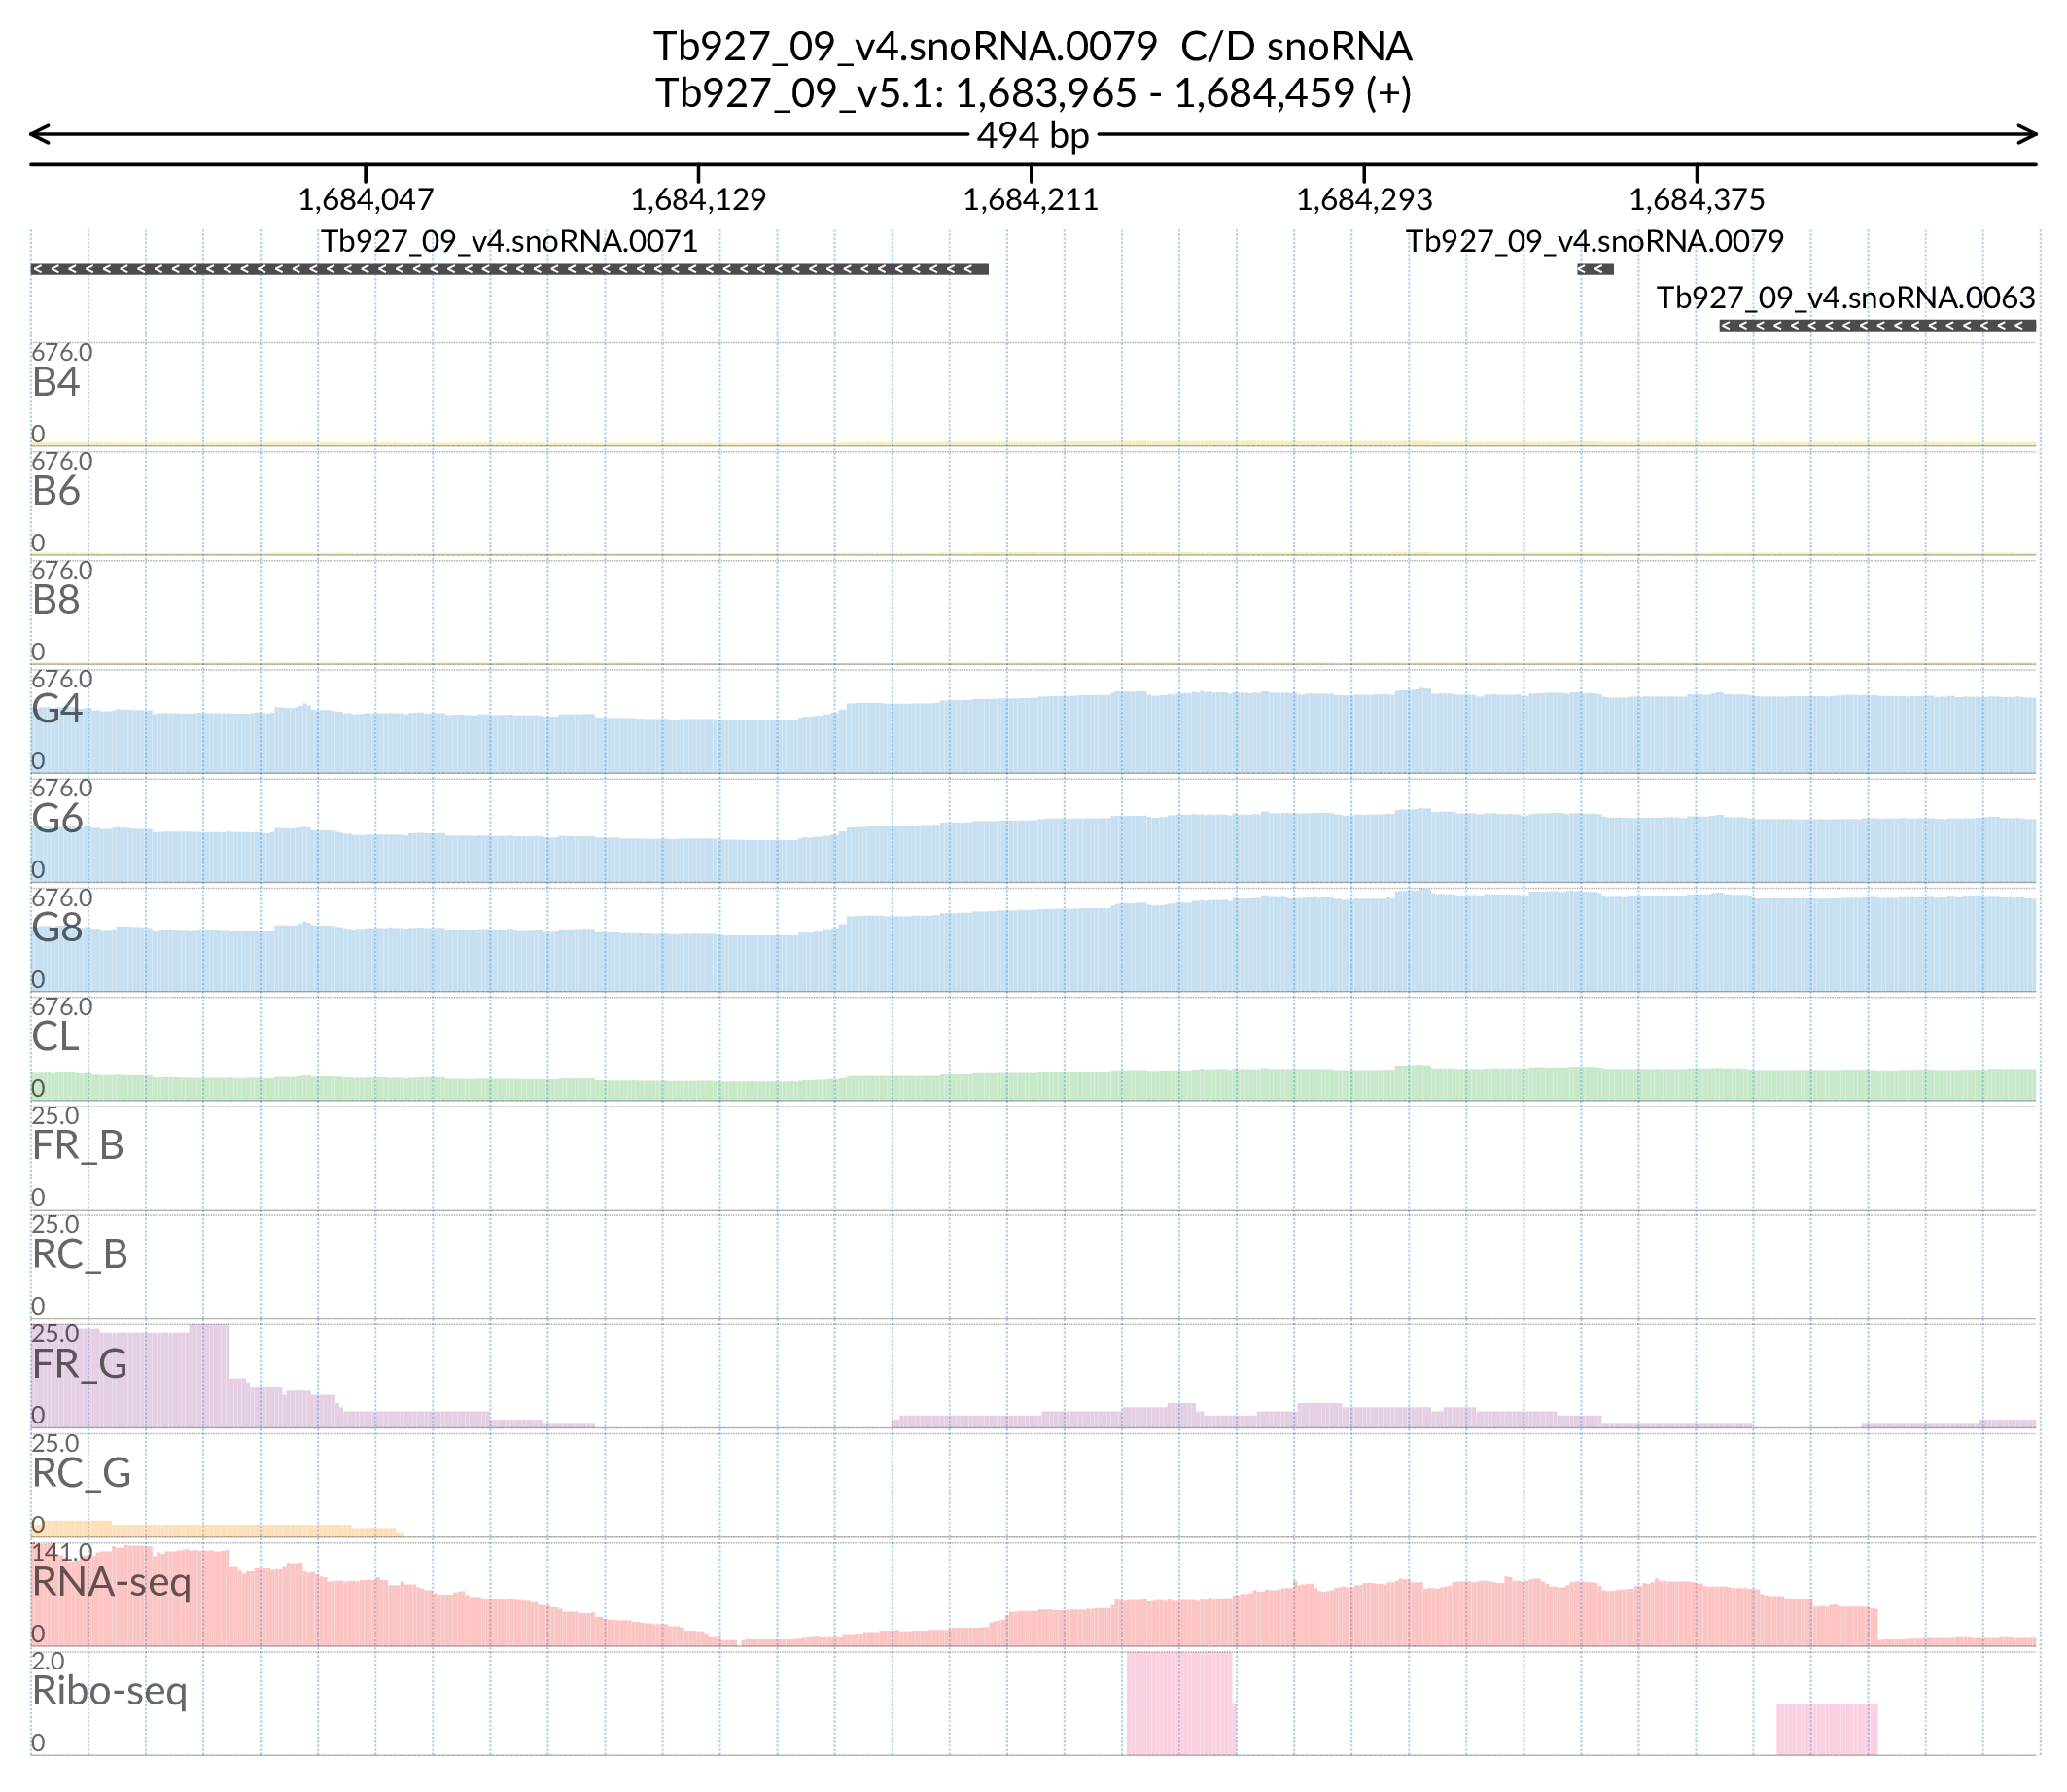 Tb927_09_v4.snoRNA.0079  C/D snoRNA
Tb927_09_v5.1: 1,683,965 - 1,684,459 (+)
494 bp
1,684,047 1,684,129 1,684,211 1,684,293 1,684,375
Tb927_09_v4.snoRNA.0071 Tb927_09_v4.snoRNA.0079
Tb927_09_v4.snoRNA.0063
676.0
B4
0
676.0
B6
0
676.0
B8
0
676.0
G4
0
676.0
G6
0
676.0
G8
0
676.0
CL
0
25.0
FR_B
0
25.0
RC_B
0
25.0
FR_G
0
25.0
RC_G
0
141.0
RNA-seq
0
2.0
Ribo-seq
0